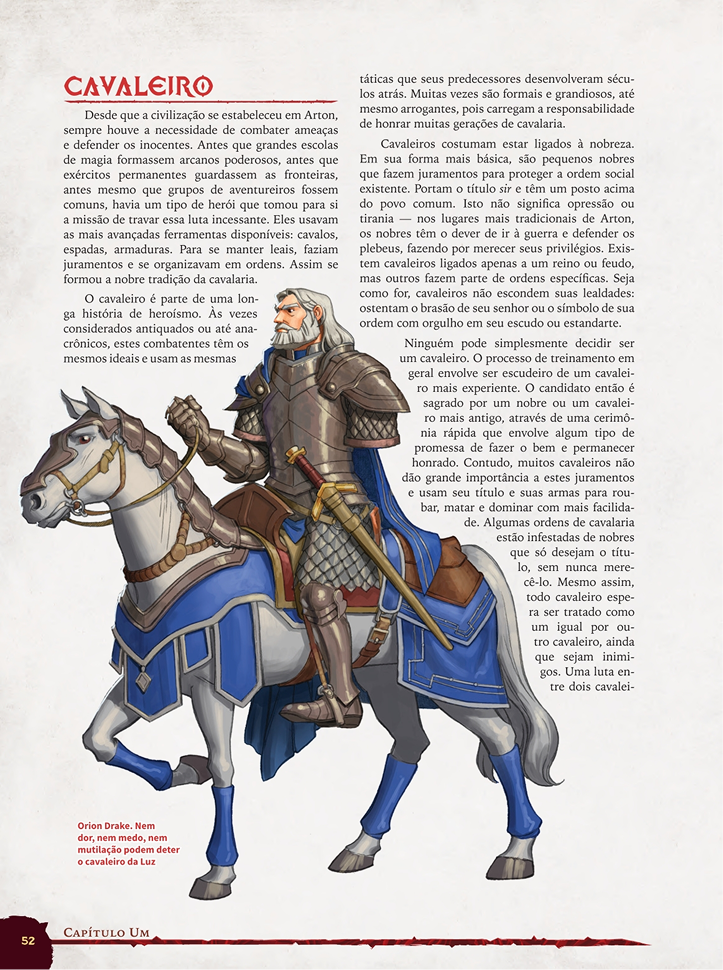 CAVALEIRO
Desde que a civilização se estabeleceu em Arton,
sempre houve a necessidade de combater ameaças
e defender os inocentes. Antes que grandes escolas
de magia formassem arcanos poderosos, antes que
exércitos permanentes guardassem as fronteiras,
antes mesmo que grupos de aventureiros fossem
comuns, havia um tipo de herói que tomou para si
a missão de travar essa luta incessante. Eles usavam
as mais avançadas ferramentas disponíveis: cavalos,
espadas, armaduras. Para se manter leais, faziam
juramentos e se organizavam em ordens. Assim se
formou a nobre tradição da cavalaria.
O cavaleiro é parte de uma lon-
ga história de heroísmo. Às vezes
considerados antiquados ou até ana-
crônicos, estes combatentes têm os
mesmos ideais e usam as mesmas
táticas que seus predecessores desenvolveram sécu-
los atrás. Muitas vezes são formais e grandiosos, até
mesmo arrogantes, pois carregam a responsabilidade
de honrar muitas gerações de cavalaria.
Cavaleiros costumam estar ligados à nobreza.
Em sua forma mais básica, são pequenos nobres
que fazem juramentos para proteger a ordem social
existente. Portam o título sir e têm um posto acima
do povo comum. Isto não significa opressão ou
tirania — nos lugares mais tradicionais de Arton,
os nobres têm o dever de ir à guerra e defender os
plebeus, fazendo por merecer seus privilégios. Exis-
tem cavaleiros ligados apenas a um reino ou feudo,
mas outros fazem parte de ordens específicas. Seja
como for, cavaleiros não escondem suas lealdades:
ostentam o brasão de seu senhor ou o símbolo de sua
ordem com orgulho em seu escudo ou estandarte.
Ninguém pode simplesmente decidir ser
um cavaleiro. O processo de treinamento em
geral envolve ser escudeiro de um cavalei-
ro mais experiente. O candidato então é
sagrado por um nobre ou um cavalei-
ro mais antigo, através de uma cerimô-
nia rápida que envolve algum tipo de
promessa de fazer o bem e permanecer
honrado. Contudo, muitos cavaleiros não
dão grande importância a estes juramentos
e usam seu título e suas armas para rou-
bar, matar e dominar com mais facilida-
de. Algumas ordens de cavalaria
estão infestadas de nobres
que só desejam o títu-
lo, sem nunca mere-
cê-lo. Mesmo assim,
todo cavaleiro espe-
ra ser tratado como
um igual por ou-
tro cavaleiro, ainda
que sejam inimi-
gos. Uma luta en-
tre dois cavalei-
Orion Drake. Nem
dor, nem medo, nem
mutilação podem deter
o cavaleiro da Luz
52
CAPÍTULO UM